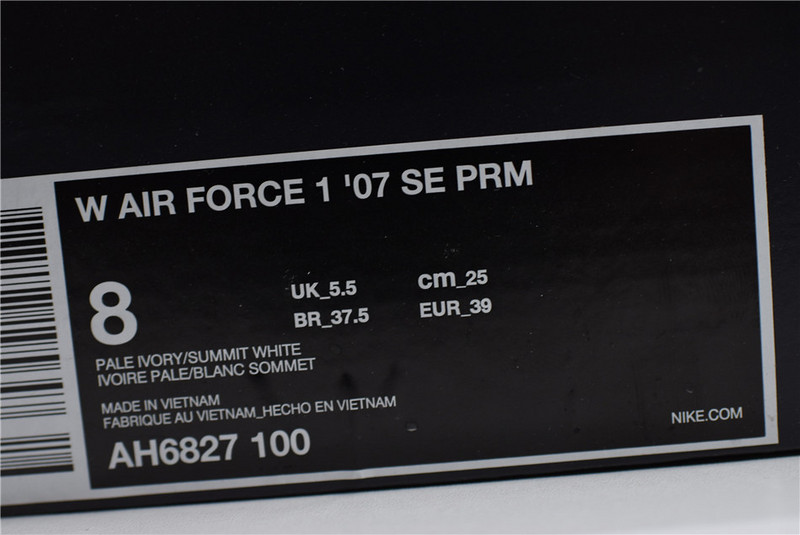 W AIR FORCE 1 '07 SE PRM
8
UK_5.5 cm_25
BR_37.5 EUR_39
PALE IVORY/SUMMIT WHITE
IVOIRE PALE/BLANC SOMMET
MADE IN VIETNAM
FABRIQUE AU VIETNAM_HECHO EN VIETNAM
AH6827 100
NIKE.COM